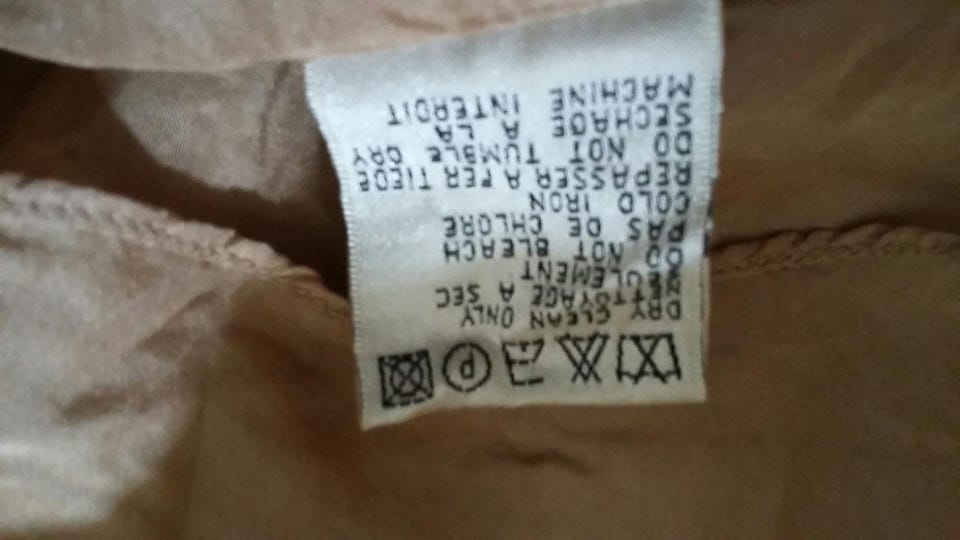 DRY CLEAN ONLY
NETTOYAGE A SEC
SEULEMENT
DO NOT BLEACH
PAS DE CHLORE
COLD IRON
REPASSER A FER TIEDE
DO NOT TUMBLE DRY
SECHAGE A LA
MACHINE INTERDIT